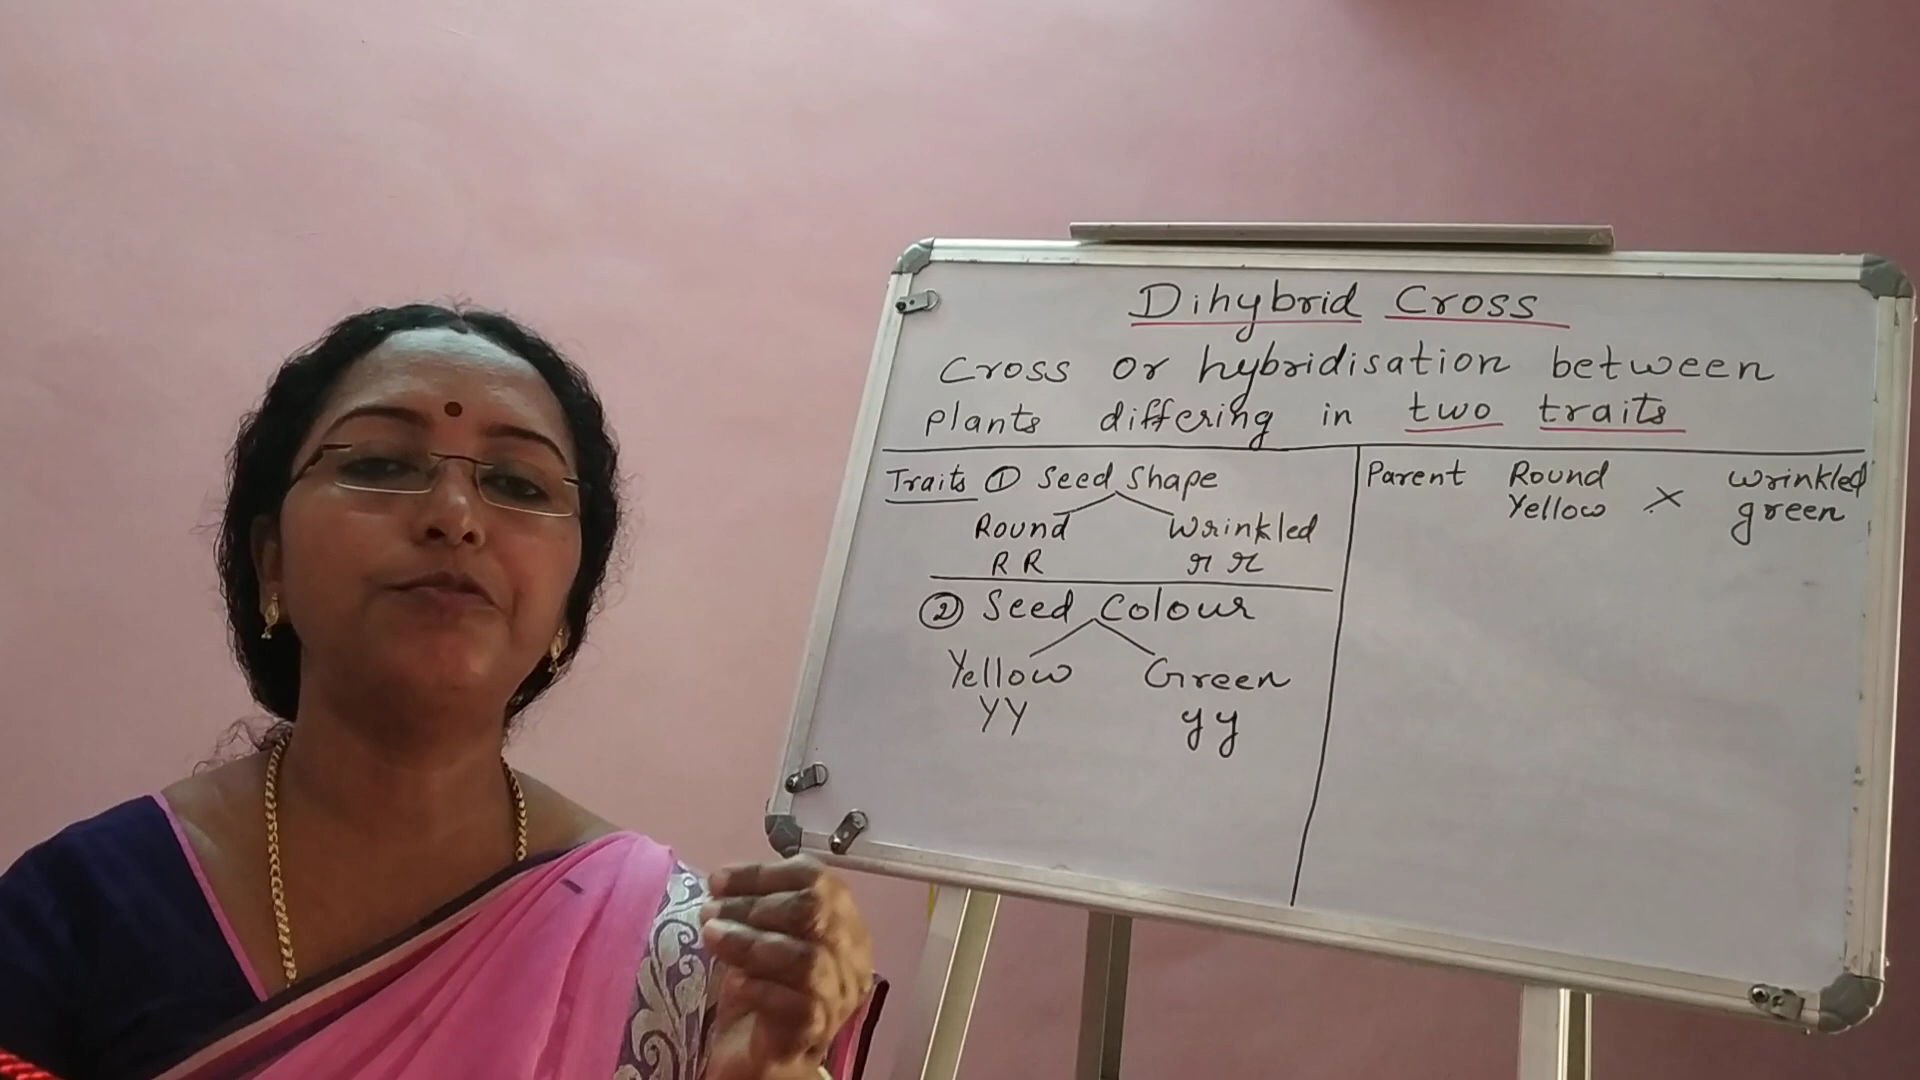 Dihybrid Cross
Cross or hybridisation between
plants differing in two traits
Traits ① Seed Shape
Round Wrinkled
RR rr
② Seed Colour
Yellow Green
YY yy
Parent Round × wrinkled
Yellow green